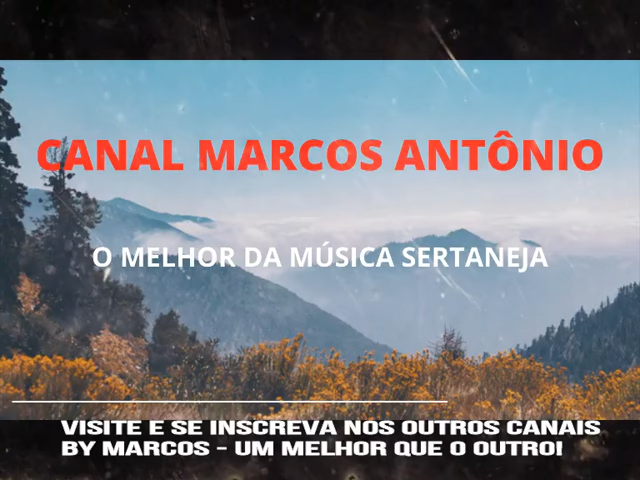 CANAL MARCOS ANTÔNIO
O MELHOR DA MÚSICA SERTANEJA
VISITE E SE INSCREVA NOS OUTROS CANAIS
BY MARCOS - UM MELHOR QUE O OUTRO!